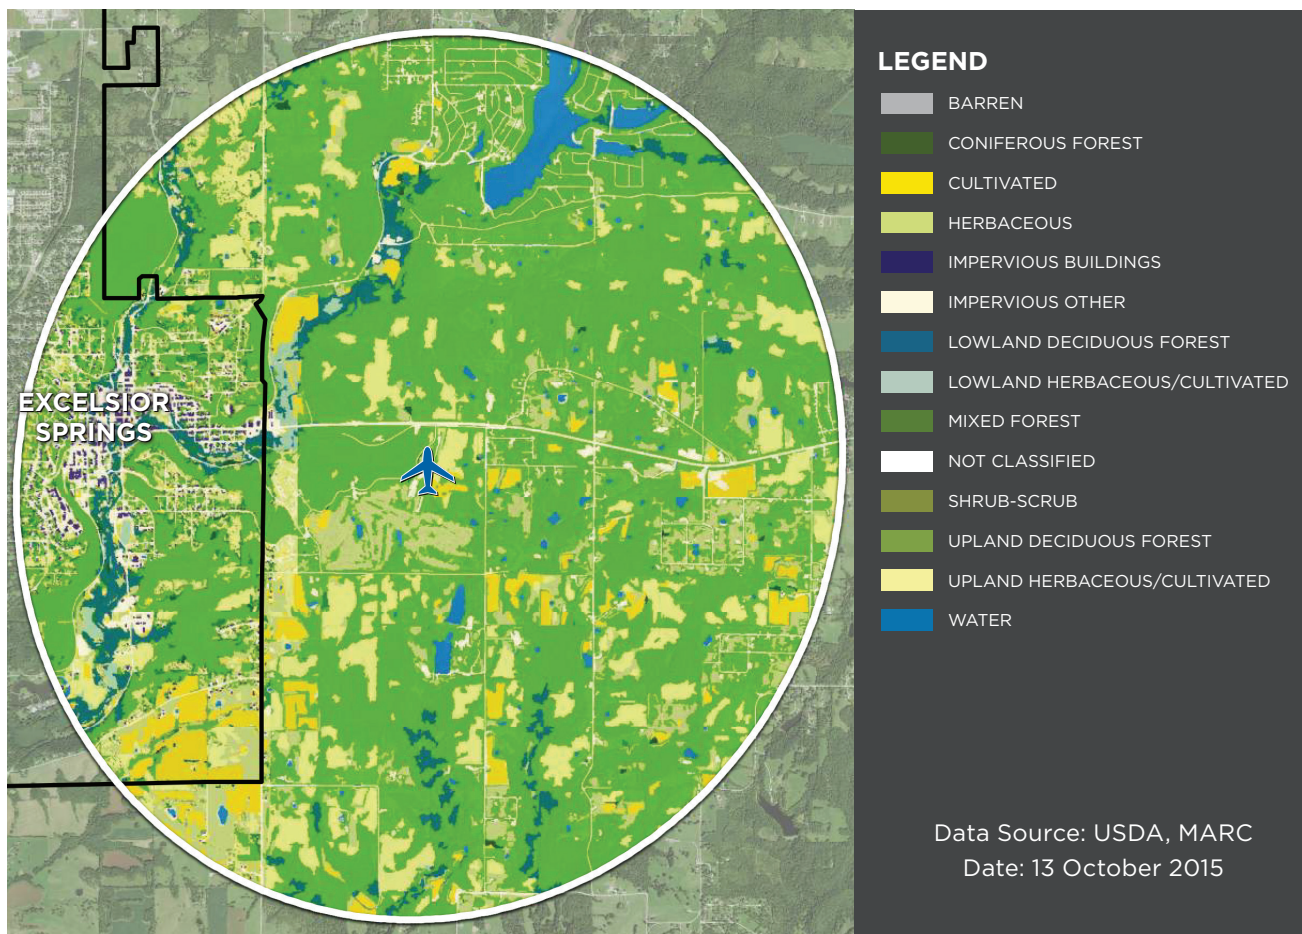 EXCELSIOR
SPRINGS
LEGEND
BARREN
CONIFEROUS FOREST
CULTIVATED
HERBACEOUS
IMPERVIOUS BUILDINGS
IMPERVIOUS OTHER
LOWLAND DECIDUOUS FOREST
LOWLAND HERBACEOUS/CULTIVATED
MIXED FOREST
NOT CLASSIFIED
SHRUB-SCRUB
UPLAND DECIDUOUS FOREST
UPLAND HERBACEOUS/CULTIVATED
WATER
Data Source: USDA, MARC
Date: 13 October 2015